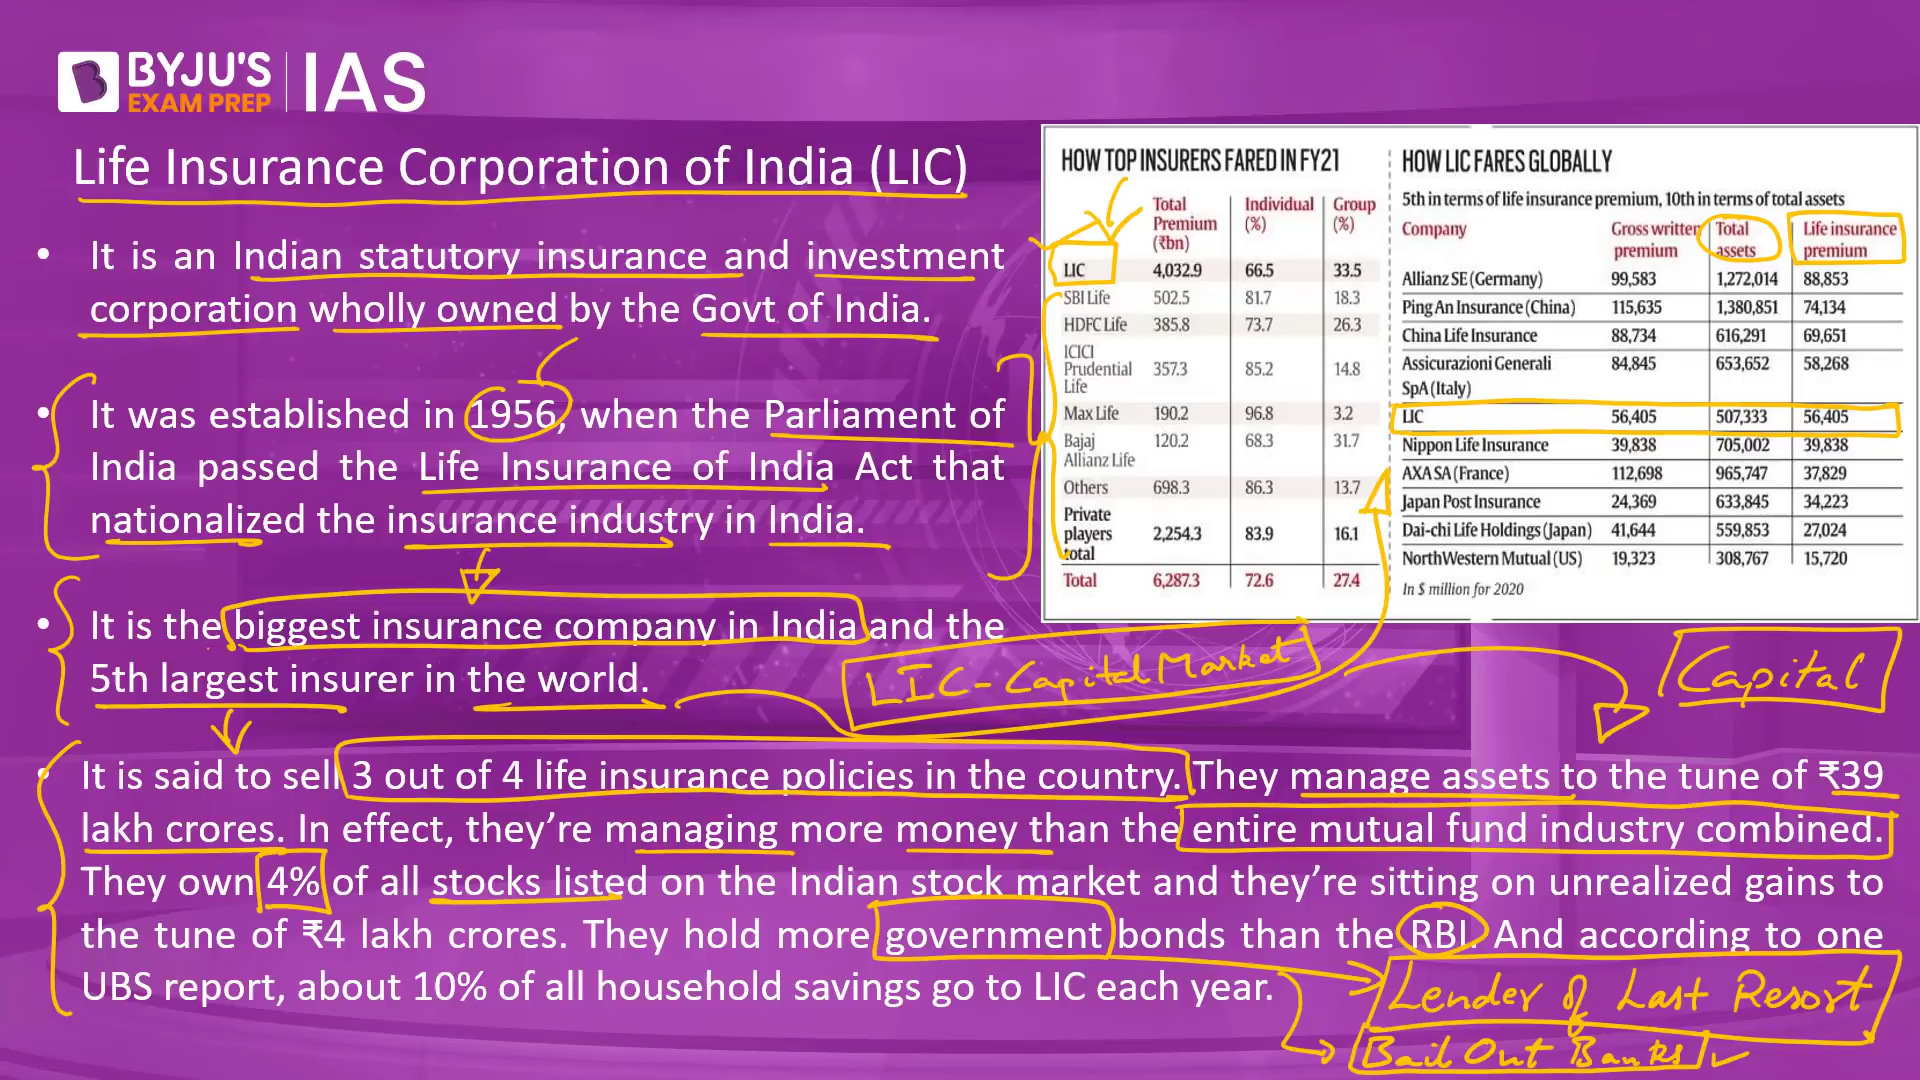 BYJU'S
EXAM PREP
IAS
Life Insurance Corporation of India (LIC)
• It is an Indian statutory insurance and investment
corporation wholly owned by the Govt of India.
• It was established in 1956, when the Parliament of
India passed the Life Insurance of India Act that
nationalized the insurance industry in India.
• It is the biggest insurance company in India and the
5th largest insurer in the world.
• It is said to sell 3 out of 4 life insurance policies in the country. They manage assets to the tune of ₹39
lakh crores. In effect, they're managing more money than the entire mutual fund industry combined.
They own 4% of all stocks listed on the Indian stock market and they're sitting on unrealized gains to
the tune of ₹4 lakh crores. They hold more government bonds than the RBI. And according to one
UBS report, about 10% of all household savings go to LIC each year.
HOW TOP INSURERS FARED IN FY21
Total Premium (₹bn) Individual (%) Group (%)
LIC 4,032.9 66.5 33.5
SBI Life 502.5 81.7 18.3
HDFC Life 385.8 73.7 26.3
ICICI Prudential Life 357.3 85.2 14.8
Max Life 190.2 96.8 3.2
Bajaj Allianz Life 120.2 68.3 31.7
Others 698.3 86.3 13.7
Private players total 2,254.3 83.9 16.1
Total 6,287.3 72.6 27.4
HOW LIC FARES GLOBALLY
5th in terms of life insurance premium, 10th in terms of total assets
Company Gross written premium Total assets Life insurance premium
Allianz SE (Germany) 99,583 1,272,014 88,853
Ping An Insurance (China) 115,635 1,380,851 74,134
China Life Insurance 88,734 616,291 69,651
Assicurazioni Generali SpA (Italy) 84,845 653,652 58,268
LIC 56,405 507,333 56,405
Nippon Life Insurance 39,838 705,002 39,838
AXA SA (France) 112,698 965,747 37,829
Japan Post Insurance 24,369 633,845 34,223
Dai-chi Life Holdings (Japan) 41,644 559,853 27,024
NorthWestern Mutual (US) 19,323 308,767 15,720
In $ million for 2020
LIC - Capital Market
Capital
Lender of Last Resort
Bail Out Banks